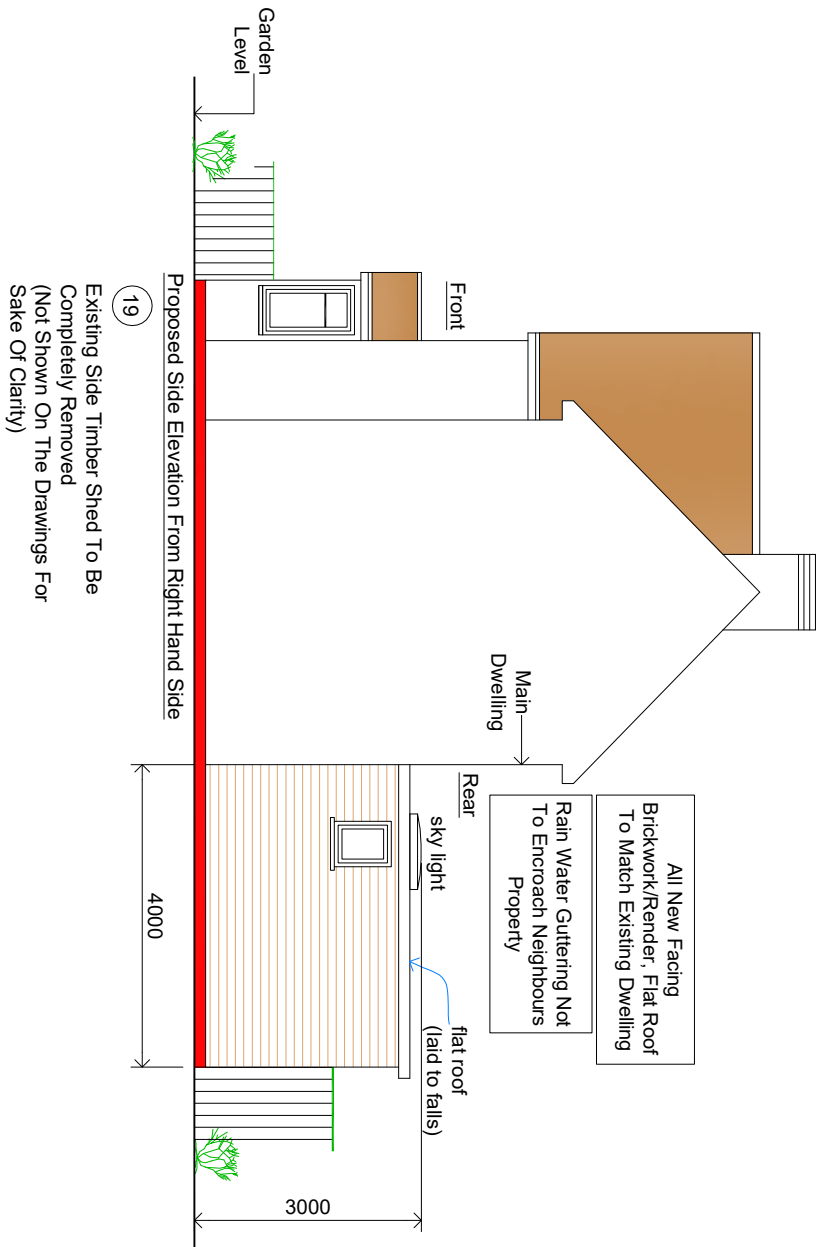 All New Facing
Brickwork/Render, Flat Roof
To Match Existing Dwelling
Rain Water Guttering Not
To Encroach Neighbours
Property
Main
Dwelling
Front
Rear
sky light
flat roof
(laid to falls)
3000
4000
Garden
Level
Proposed Side Elevation From Right Hand Side
19
Existing Side Timber Shed To Be
Completely Removed
(Not Shown On The Drawings For
Sake Of Clarity)